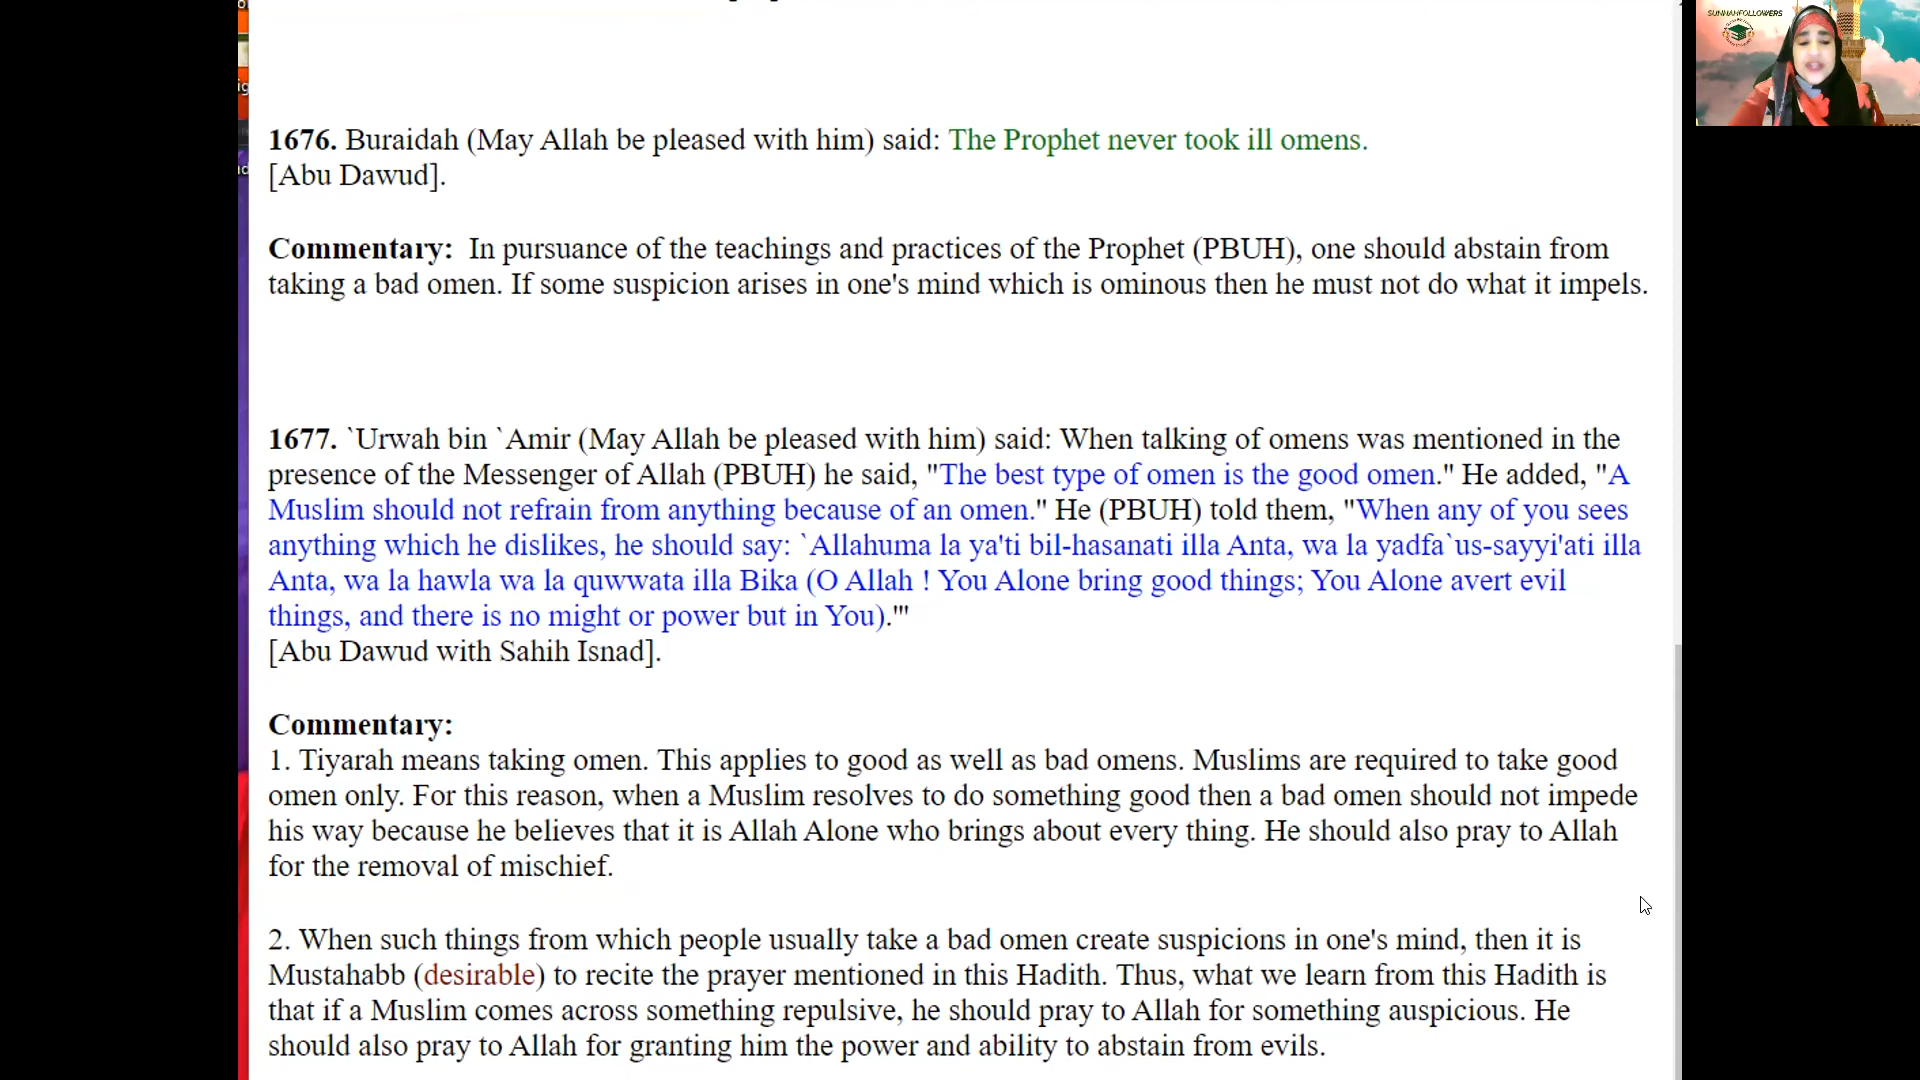 SUNNAHFOLLOWERS
1676. Buraidah (May Allah be pleased with him) said: The Prophet never took ill omens.
[Abu Dawud].
Commentary: In pursuance of the teachings and practices of the Prophet (PBUH), one should abstain from
taking a bad omen. If some suspicion arises in one's mind which is ominous then he must not do what it impels.
1677. `Urwah bin `Amir (May Allah be pleased with him) said: When talking of omens was mentioned in the
presence of the Messenger of Allah (PBUH) he said, "The best type of omen is the good omen." He added, "A
Muslim should not refrain from anything because of an omen." He (PBUH) told them, "When any of you sees
anything which he dislikes, he should say: `Allahuma la ya'ti bil-hasanati illa Anta, wa la yadfa`us-sayyi'ati illa
Anta, wa la hawla wa la quwwata illa Bika (O Allah ! You Alone bring good things; You Alone avert evil
things, and there is no might or power but in You).'"
[Abu Dawud with Sahih Isnad].
Commentary:
1. Tiyarah means taking omen. This applies to good as well as bad omens. Muslims are required to take good
omen only. For this reason, when a Muslim resolves to do something good then a bad omen should not impede
his way because he believes that it is Allah Alone who brings about every thing. He should also pray to Allah
for the removal of mischief.
2. When such things from which people usually take a bad omen create suspicions in one's mind, then it is
Mustahabb (desirable) to recite the prayer mentioned in this Hadith. Thus, what we learn from this Hadith is
that if a Muslim comes across something repulsive, he should pray to Allah for something auspicious. He
should also pray to Allah for granting him the power and ability to abstain from evils.